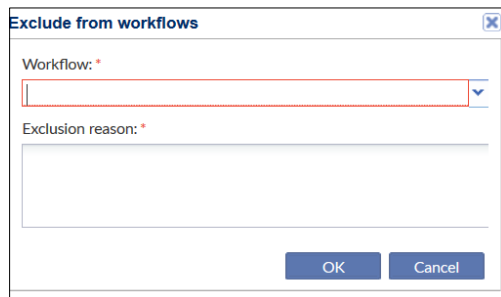 Exclude from workflows
Workflow: *
Exclusion reason: *
OK Cancel